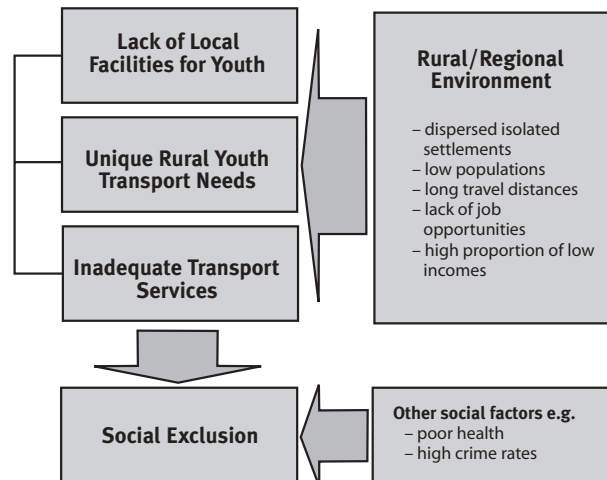 Lack of Local
Facilities for Youth
Unique Rural Youth
Transport Needs
Inadequate Transport
Services
Rural/Regional
Environment
– dispersed isolated
settlements
– low populations
– long travel distances
– lack of job
opportunities
– high proportion of low
incomes
Social Exclusion
Other social factors e.g.
– poor health
– high crime rates